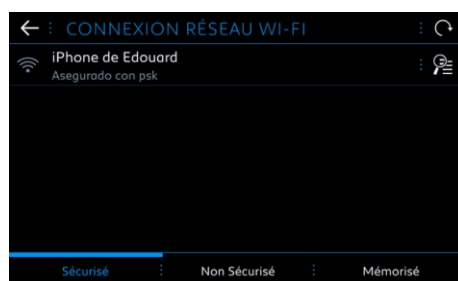 CONNEXION RÉSEAU WI-FI
iPhone de Edouard
Asegurado con psk
Sécurisé Non Sécurisé Mémorisé